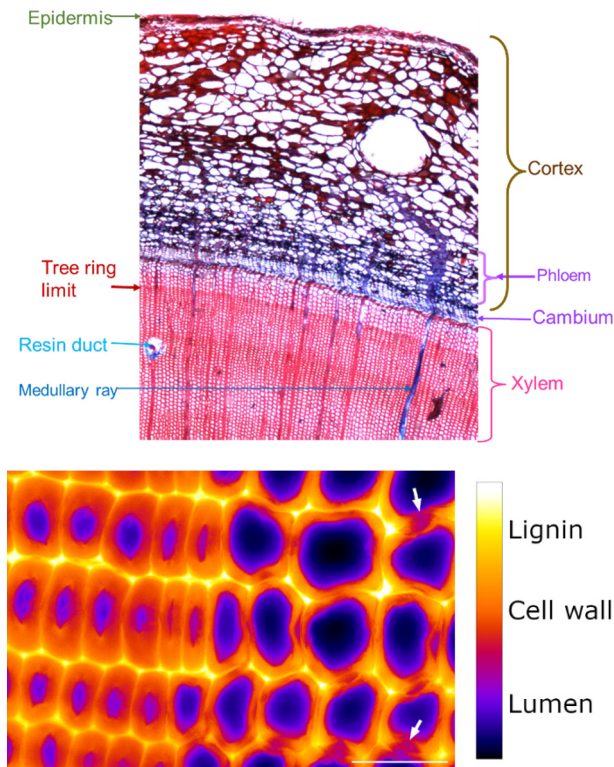 Epidermis
Cortex
Tree ring
limit
Phloem
Cambium
Resin duct
Medullary ray
Xylem
Lignin
Cell wall
Lumen